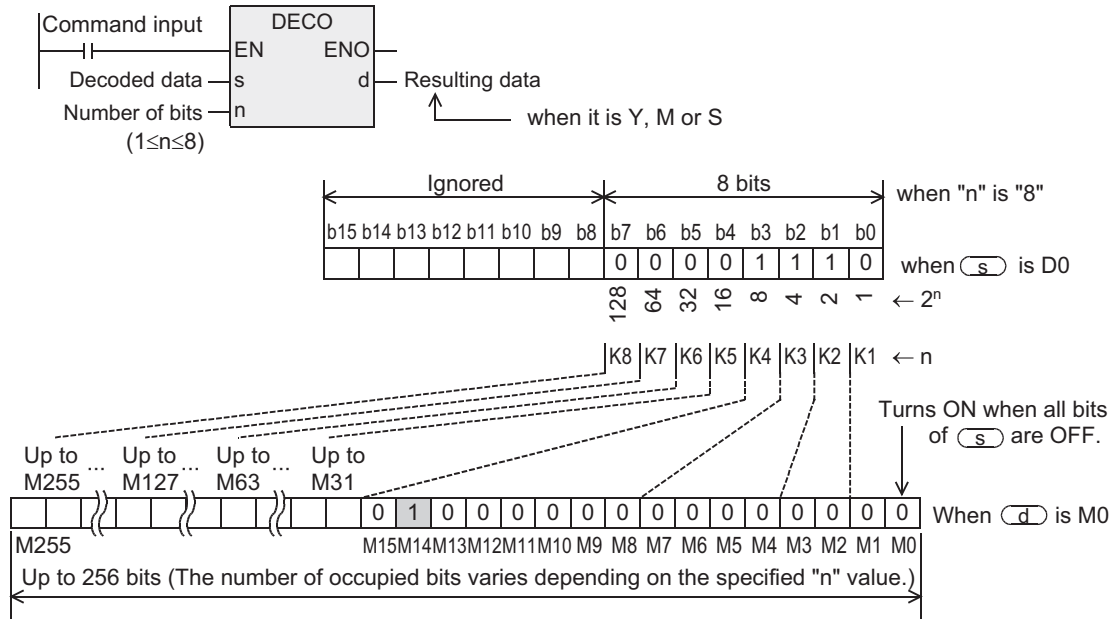 Command input
DECO
EN ENO
Decoded data s d Resulting data
Number of bits n
(1≤n≤8)
when it is Y, M or S
Ignored 8 bits when "n" is "8"
b15 b14 b13 b12 b11 b10 b9 b8 b7 b6 b5 b4 b3 b2 b1 b0
0 0 0 0 1 1 1 0 when s is D0
128 64 32 16 8 4 2 1 ← 2ⁿ
K8 K7 K6 K5 K4 K3 K2 K1 ← n
Turns ON when all bits
of s are OFF.
Up to ... Up to ... Up to ... Up to
M255 M127 M63 M31
0 1 0 0 0 0 0 0 0 0 0 0 0 0 0 0 When d is M0
M255 M15 M14 M13 M12 M11 M10 M9 M8 M7 M6 M5 M4 M3 M2 M1 M0
Up to 256 bits (The number of occupied bits varies depending on the specified "n" value.)